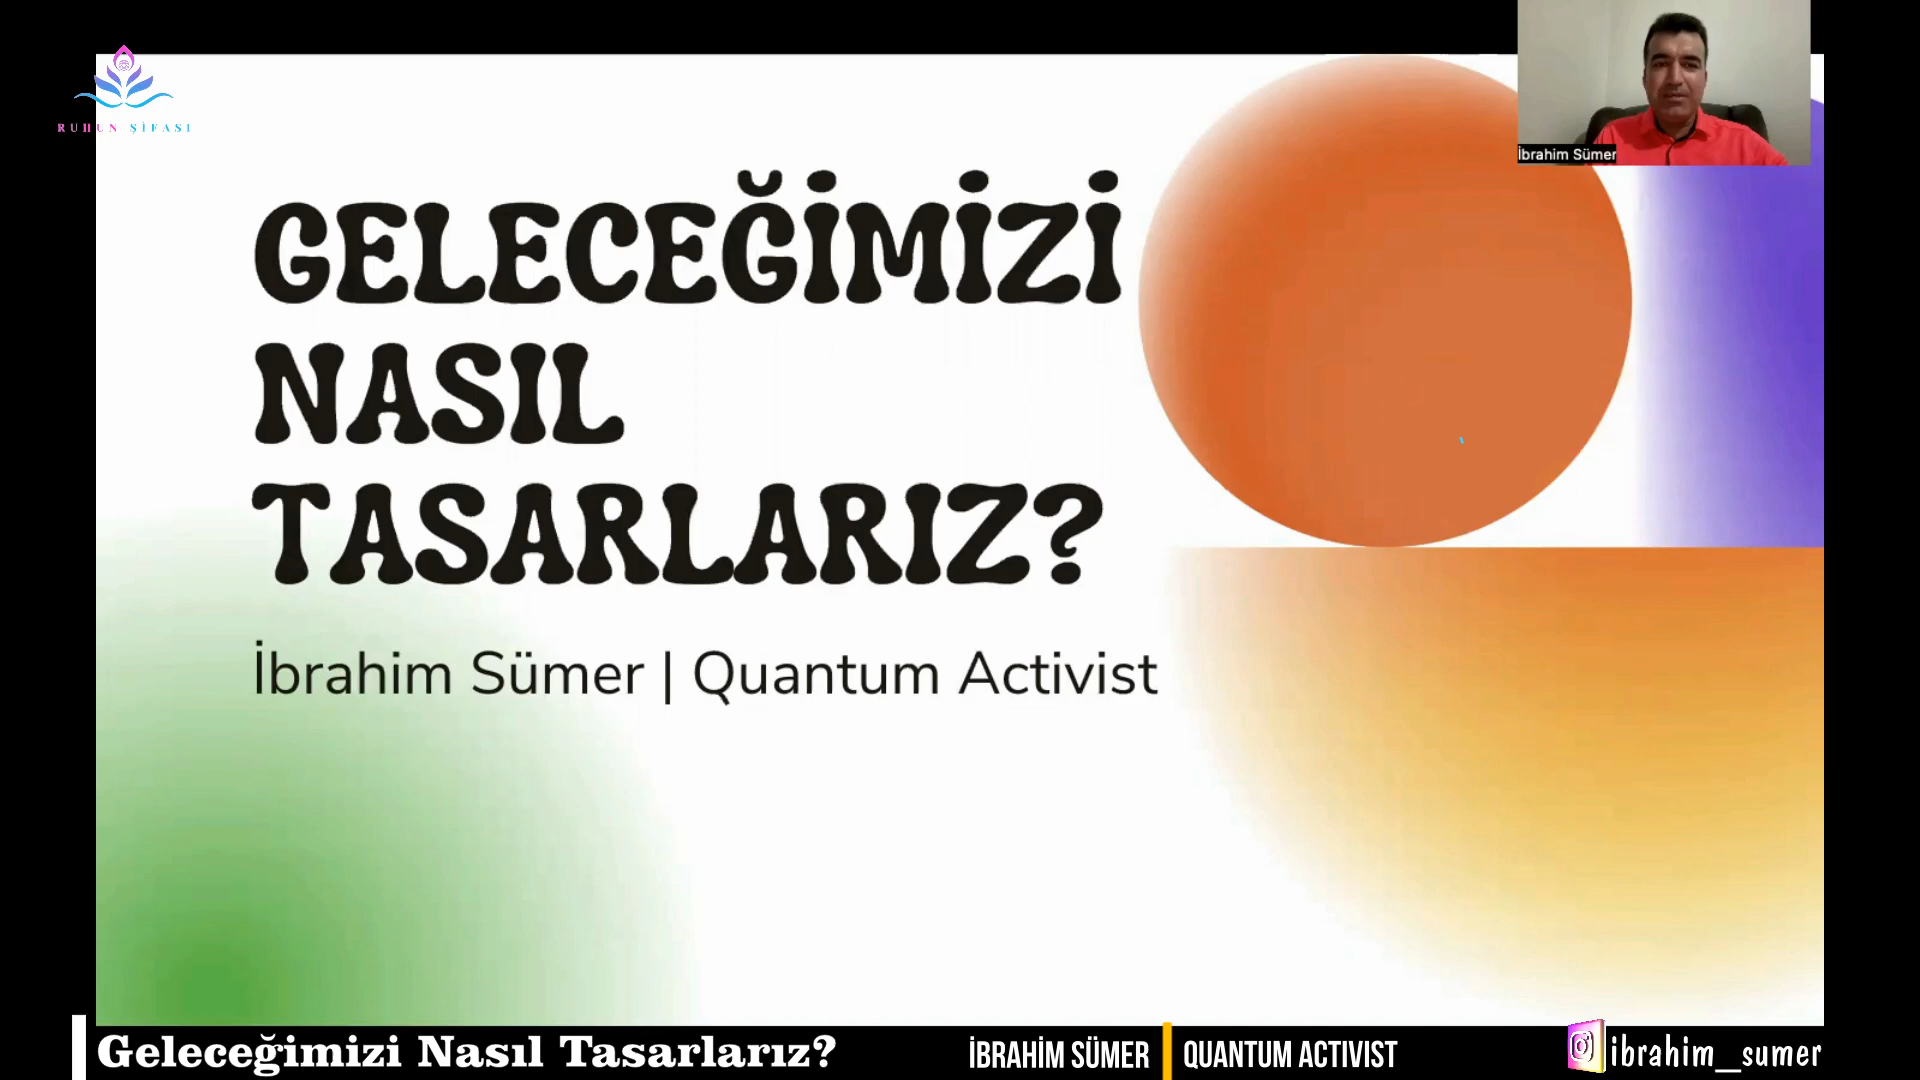 RUHUN ŞİFASI
İbrahim Sümer
GELECEĞİMİZİ
NASIL
TASARLARIZ?
İbrahim Sümer | Quantum Activist
Geleceğimizi Nasıl Tasarlarız?
İBRAHİM SÜMER
QUANTUM ACTIVIST
ibrahim_sumer